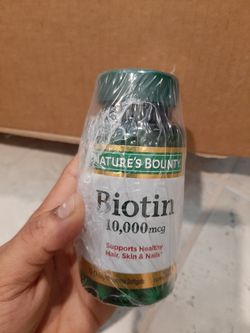 NATURE'S BOUNTY
Biotin
10,000 mcg
Supports Healthy
Hair, Skin & Nails*